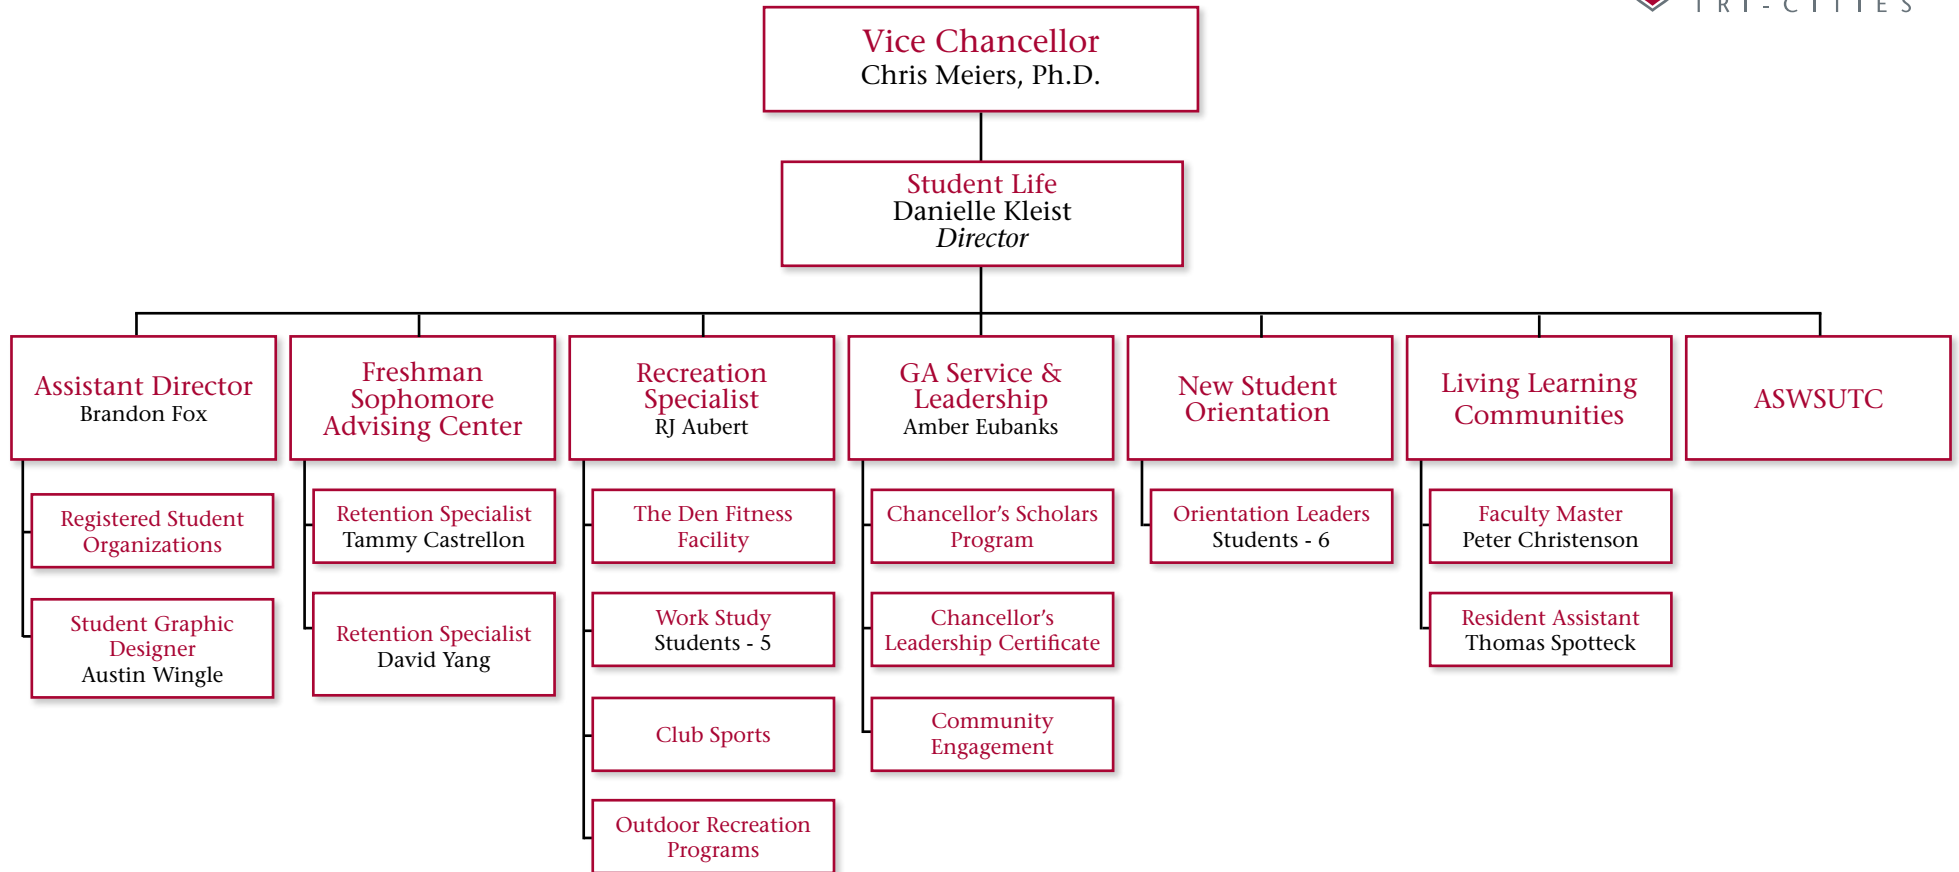 TRI-CITIES
Vice Chancellor
Chris Meiers, Ph.D.
Student Life
Danielle Kleist
Director
Assistant Director
Brandon Fox
Registered Student
Organizations
Student Graphic
Designer
Austin Wingle
Freshman
Sophomore
Advising Center
Retention Specialist
Tammy Castrellon
Retention Specialist
David Yang
Recreation
Specialist
RJ Aubert
The Den Fitness
Facility
Work Study
Students - 5
Club Sports
Outdoor Recreation
Programs
GA Service &
Leadership
Amber Eubanks
Chancellor's Scholars
Program
Chancellor's
Leadership Certificate
Community
Engagement
New Student
Orientation
Orientation Leaders
Students - 6
Living Learning
Communities
Faculty Master
Peter Christenson
Resident Assistant
Thomas Spotteck
ASWSUTC